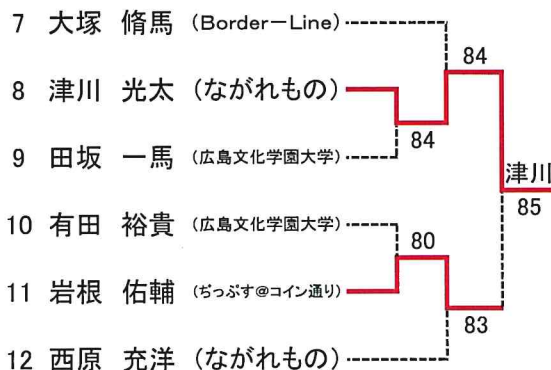 7 大塚 脩馬 (Border-Line)
84
8 津川 光太 (ながれもの)
84
9 田坂 一馬 (広島文化学園大学)
津川
85
10 有田 裕貴 (広島文化学園大学)
80
11 岩根 佑輔 (ぢっぷす@コイン通り)
83
12 西原 充洋 (ながれもの)